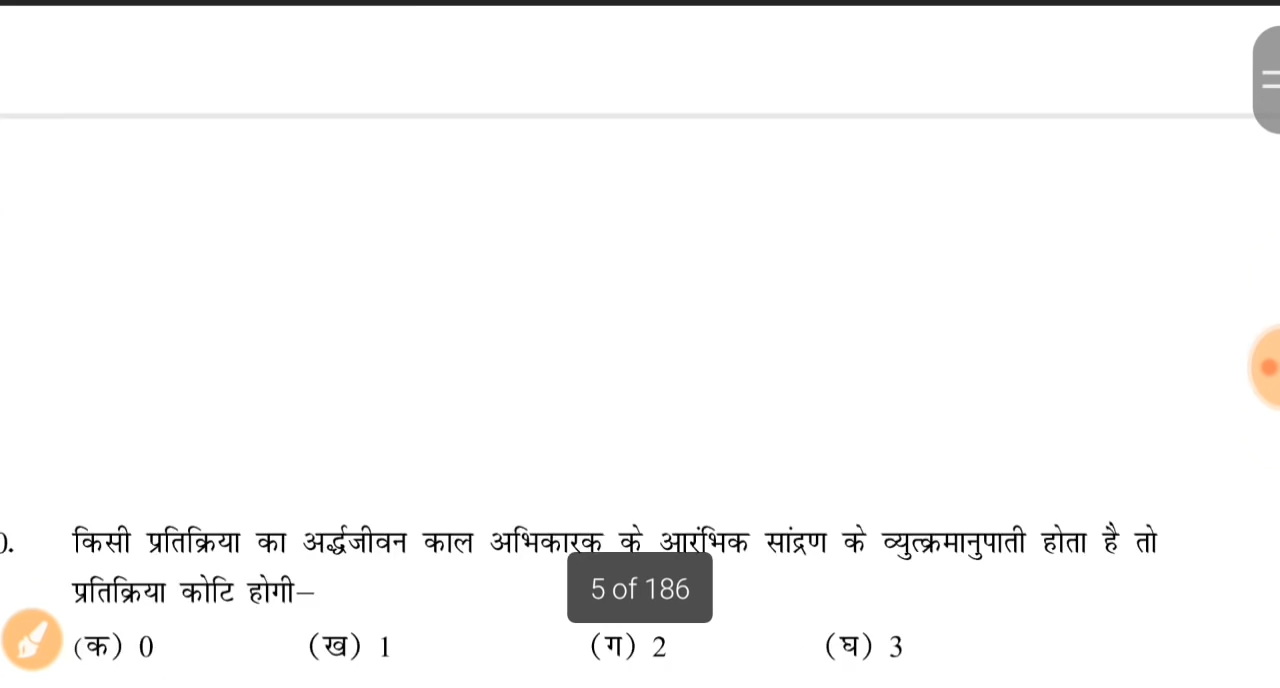 ). किसी प्रतिक्रिया का अर्द्धजीवन काल अभिकारक के आरंभिक सांद्रण के व्युत्क्रमानुपाती होता है तो
प्रतिक्रिया कोटि होगी–
5 of 186
(क) 0 (ख) 1 (ग) 2 (घ) 3